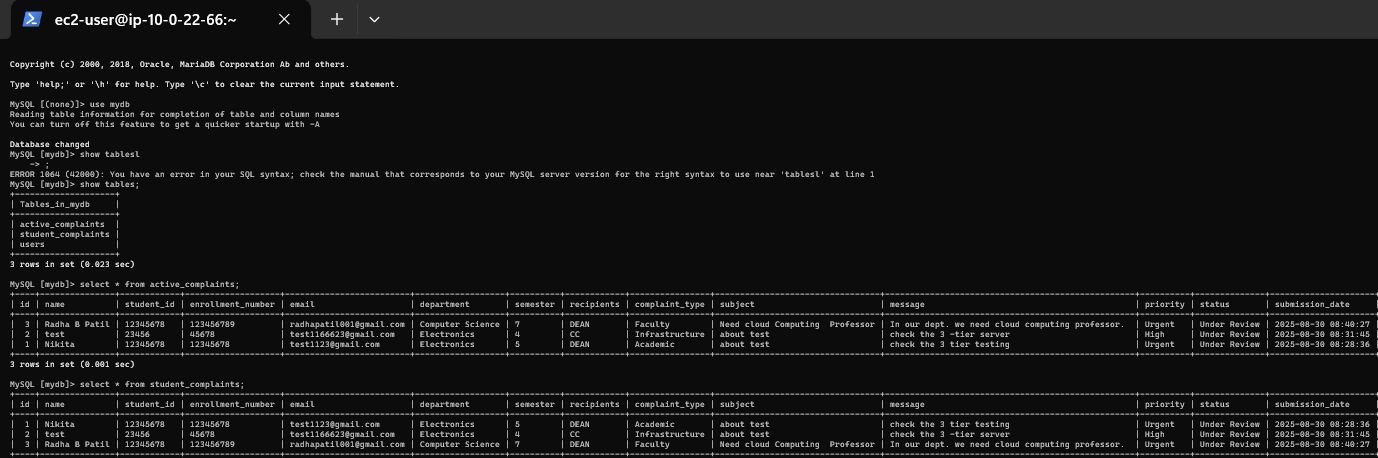 ec2-user@ip-10-0-22-66:~
Copyright (c) 2000, 2018, Oracle, MariaDB Corporation Ab and others.
Type 'help;' or '\h' for help. Type '\c' to clear the current input statement.
MySQL [(none)]> use mydb
Reading table information for completion of table and column names
You can turn off this feature to get a quicker startup with -A
Database changed
MySQL [mydb]> show tablesl
    -> ;
ERROR 1064 (42000): You have an error in your SQL syntax; check the manual that corresponds to your MySQL server version for the right syntax to use near 'tablesl' at line 1
MySQL [mydb]> show tables;
+--------------------+
| Tables_in_mydb     |
+--------------------+
| active_complaints  |
| student_complaints |
| users              |
+--------------------+
3 rows in set (0.023 sec)
MySQL [mydb]> select * from active_complaints;
| id | name | student_id | enrollment_number | email | department | semester | recipients | complaint_type | subject | message | priority | status | submission_date |
| 3 | Radha B Patil | 12345678 | 123456789 | radhapatil001@gmail.com | Computer Science | 7 | DEAN | Faculty | Need cloud Computing  Professor | In our dept. we need cloud computing professor. | Urgent | Under Review | 2025-08-30 08:40:27 |
| 2 | test | 23456 | 45678 | test1166623@gmail.com | Electronics | 4 | CC | Infrastructure | about test | check the 3 -tier server | High | Under Review | 2025-08-30 08:31:45 |
| 1 | Nikita | 12345678 | 12345678 | test1123@gmail.com | Electronics | 5 | DEAN | Academic | about test | check the 3 tier testing | Urgent | Under Review | 2025-08-30 08:28:36 |
3 rows in set (0.001 sec)
MySQL [mydb]> select * from student_complaints;
| id | name | student_id | enrollment_number | email | department | semester | recipients | complaint_type | subject | message | priority | status | submission_date |
| 1 | Nikita | 12345678 | 12345678 | test1123@gmail.com | Electronics | 5 | DEAN | Academic | about test | check the 3 tier testing | Urgent | Under Review | 2025-08-30 08:28:36 |
| 2 | test | 23456 | 45678 | test1166623@gmail.com | Electronics | 4 | CC | Infrastructure | about test | check the 3 -tier server | High | Under Review | 2025-08-30 08:31:45 |
| 3 | Radha B Patil | 12345678 | 123456789 | radhapatil001@gmail.com | Computer Science | 7 | DEAN | Faculty | Need cloud Computing  Professor | In our dept. we need cloud computing professor. | Urgent | Under Review | 2025-08-30 08:40:27 |